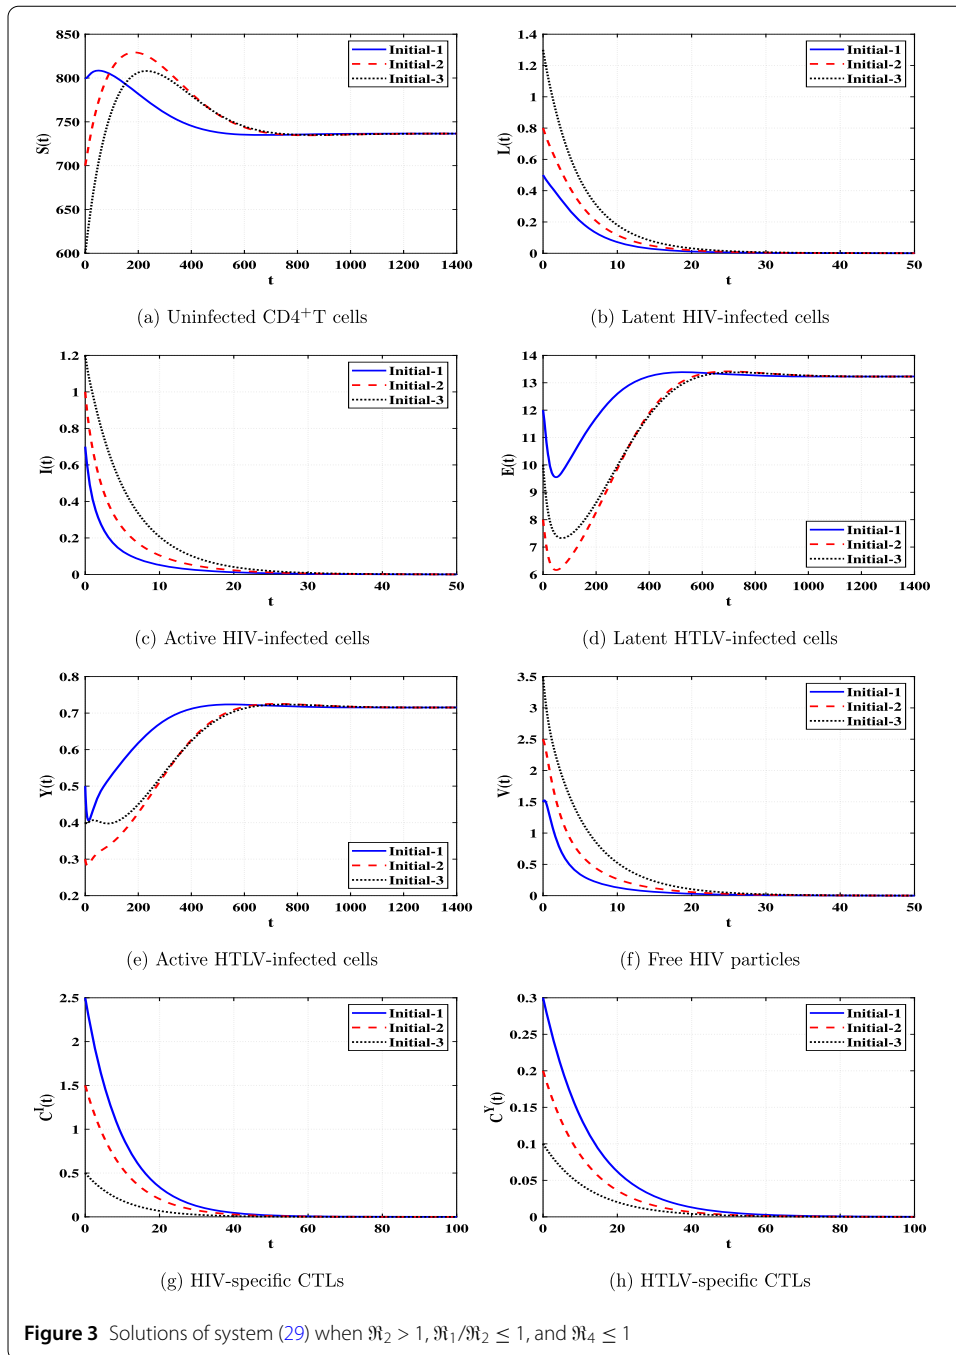 850
800
750
700
650
600
S(t)
0 200 400 600 800 1000 1200 1400
t
Initial-1
Initial-2
Initial-3
(a) Uninfected CD4⁺T cells
1.4
1.2
1
0.8
0.6
0.4
0.2
0
L(t)
0 10 20 30 40 50
t
Initial-1
Initial-2
Initial-3
(b) Latent HIV-infected cells
1.2
1
0.8
0.6
0.4
0.2
0
I(t)
0 10 20 30 40 50
t
Initial-1
Initial-2
Initial-3
(c) Active HIV-infected cells
14
13
12
11
10
9
8
7
6
E(t)
0 200 400 600 800 1000 1200 1400
t
Initial-1
Initial-2
Initial-3
(d) Latent HTLV-infected cells
0.8
0.7
0.6
0.5
0.4
0.3
0.2
Y(t)
0 200 400 600 800 1000 1200 1400
t
Initial-1
Initial-2
Initial-3
(e) Active HTLV-infected cells
3.5
3
2.5
2
1.5
1
0.5
0
V(t)
0 10 20 30 40 50
t
Initial-1
Initial-2
Initial-3
(f) Free HIV particles
2.5
2
1.5
1
0.5
0
Cᴵ(t)
0 20 40 60 80 100
t
Initial-1
Initial-2
Initial-3
(g) HIV-specific CTLs
0.3
0.25
0.2
0.15
0.1
0.05
0
C^Y(t)
0 20 40 60 80 100
t
Initial-1
Initial-2
Initial-3
(h) HTLV-specific CTLs
Figure 3 Solutions of system (29) when ℜ₂ > 1, ℜ₁/ℜ₂ ≤ 1, and ℜ₄ ≤ 1